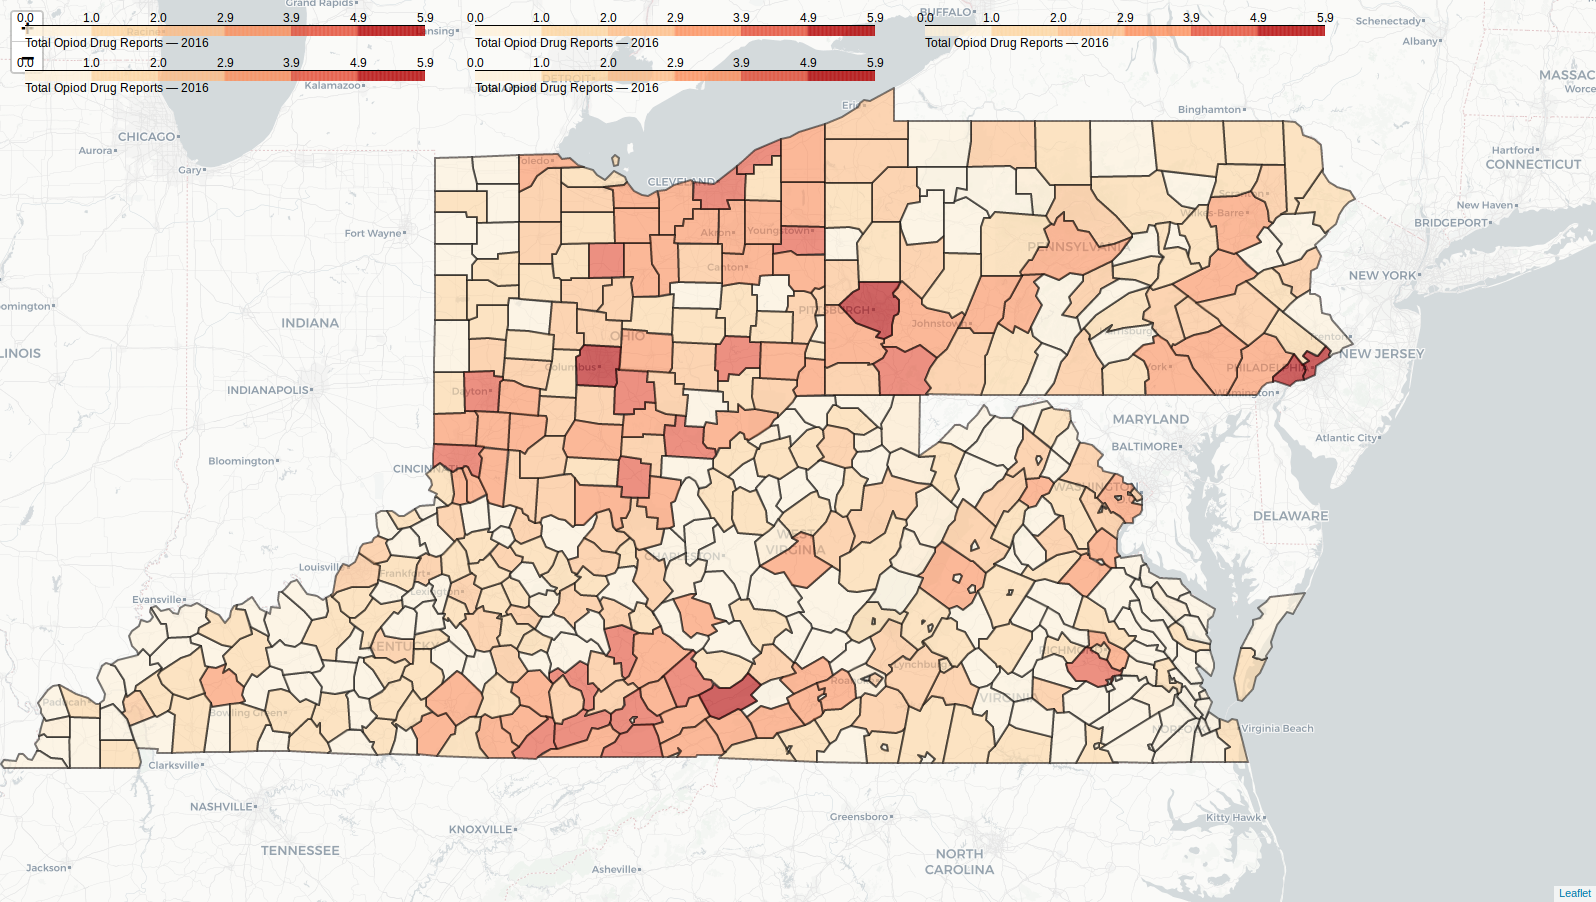 Grand Rapids
BUFFALO
0.0 1.0 2.0 2.9 3.9 4.9 5.9
0.0 1.0 2.0 2.9 3.9 4.9 5.9
0.0 1.0 2.0 2.9 3.9 4.9 5.9
Schenectady
Total Opiod Drug Reports — 2016
Total Opiod Drug Reports — 2016
Total Opiod Drug Reports — 2016
Albany
0.0 1.0 2.0 2.9 3.9 4.9 5.9
0.0 1.0 2.0 2.9 3.9 4.9 5.9
DETROIT
MASSAC
Worce
Total Opiod Drug Reports — 2016
Total Opiod Drug Reports — 2016
Kalamazoo
Erie
Binghamton
CHICAGO
Aurora
Hartford
CONNECTICUT
Toledo
Gary
CLEVELAND
Scranton
New Haven
Wilkes-Barre
BRIDGEPORT
Fort Wayne
Akron
Youngstown
PENNSYLVANIA
Canton
NEW YORK
omington
PITTSBURGH
INDIANA
Johnstown
Harrisburg
OHIO
Trenton
LINOIS
NEW JERSEY
Columbus
York
PHILADELPHIA
INDIANAPOLIS
Dayton
Wilmington
MARYLAND
Atlantic City
BALTIMORE
Bloomington
CINCINNATI
WASHINGTON
DELAWARE
WEST
VIRGINIA
CHARLESTON
Louisville
Frankfort
Lexington
Evansville
KENTUCKY
RICHMOND
Lynchburg
Roanoke
VIRGINIA
Paducah
Bowling Green
NORFOLK
Virginia Beach
Clarksville
NASHVILLE
Greensboro
Kitty Hawk
KNOXVILLE
TENNESSEE
NORTH
CAROLINA
Jackson
Asheville
Leaflet